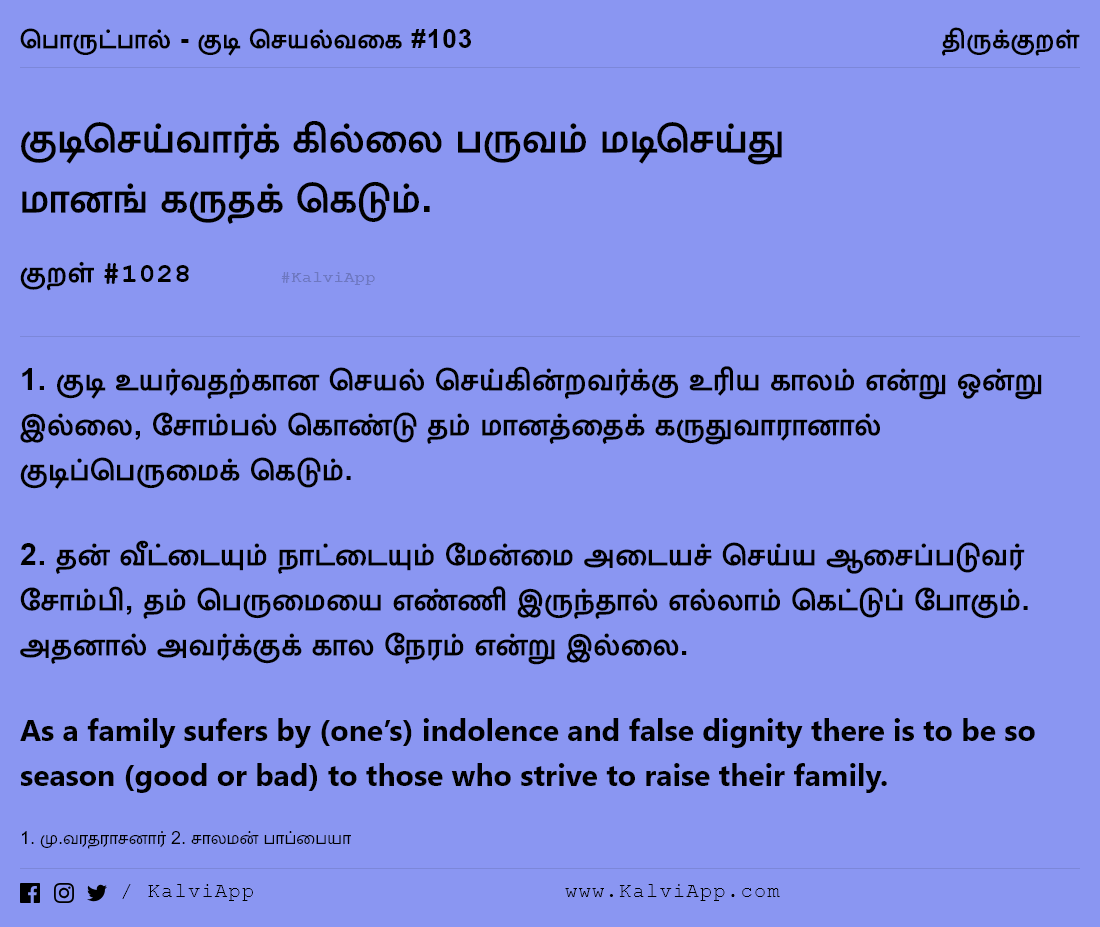 பொருட்பால் - குடி செயல்வகை #103 திருக்குறள்
குடிசெய்வார்க் கில்லை பருவம் மடிசெய்து
மானங் கருதக் கெடும்.
குறள் #1028 #KalviApp
1. குடி உயர்வதற்கான செயல் செய்கின்றவர்க்கு உரிய காலம் என்று ஒன்று
இல்லை, சோம்பல் கொண்டு தம் மானத்தைக் கருதுவாரானால்
குடிப்பெருமைக் கெடும்.
2. தன் வீட்டையும் நாட்டையும் மேன்மை அடையச் செய்ய ஆசைப்படுவர்
சோம்பி, தம் பெருமையை எண்ணி இருந்தால் எல்லாம் கெட்டுப் போகும்.
அதனால் அவர்க்குக் கால நேரம் என்று இல்லை.
As a family sufers by (one’s) indolence and false dignity there is to be so
season (good or bad) to those who strive to raise their family.
1. மு.வரதராசனார் 2. சாலமன் பாப்பையா
/ KalviApp www.KalviApp.com